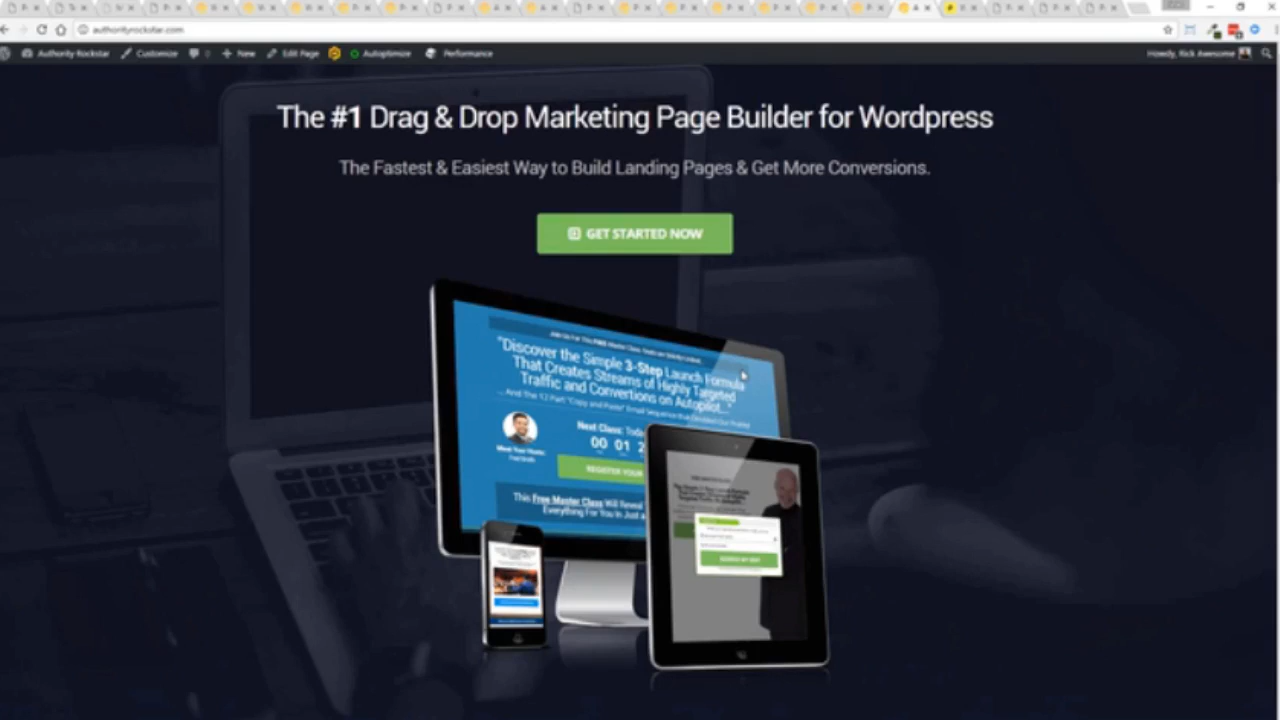 authorityrockstar.com
Authority Rockstar Customize 0 New Edit Page Autoptimize Performance Howdy, Rick Awesome
The #1 Drag & Drop Marketing Page Builder for Wordpress
The Fastest & Easiest Way to Build Landing Pages & Get More Conversions.
GET STARTED NOW
"Discover the Simple 3-Step Launch Formula
That Creates Streams of Highly Targeted
Traffic and Convertions on Autopilot..."
Next Class: Toda
00 01 2
REGISTER YOUR
This Free Master Class Will Reveal
Everything For You In Just a